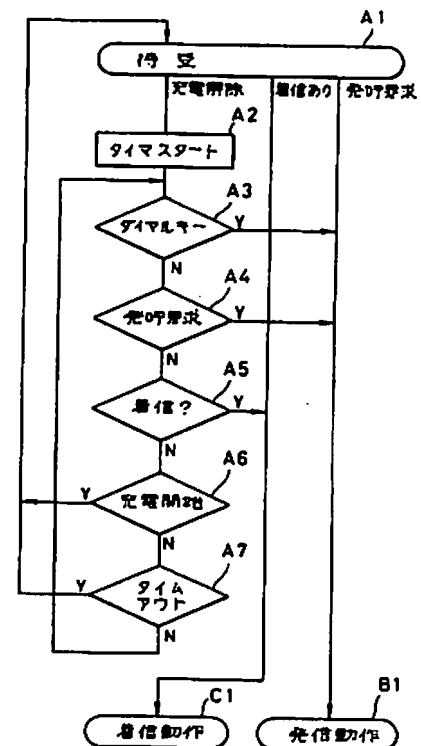 A1
待受
充電解除
着信あり
発呼要求
A2
タイマスタート
A3
ダイヤルキー
Y
N
A4
発呼要求
Y
N
A5
着信?
Y
N
A6
充電開始
Y
N
A7
タイム
アウト
Y
N
C1
着信動作
B1
発信動作